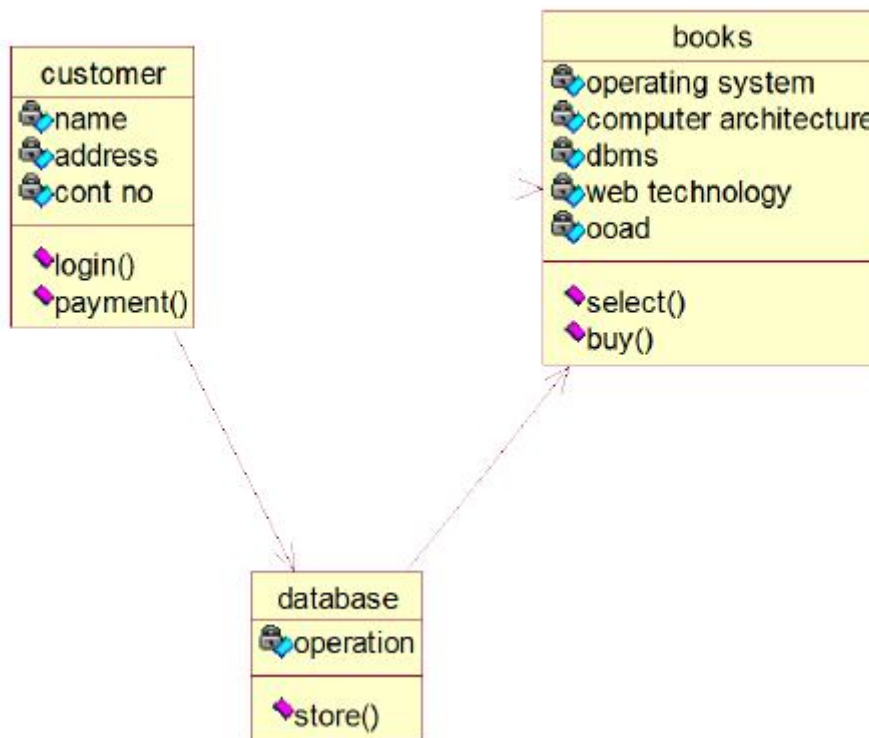 customer
name
address
cont no
login()
payment()
books
operating system
computer architecture
dbms
web technology
ooad
select()
buy()
database
operation
store()